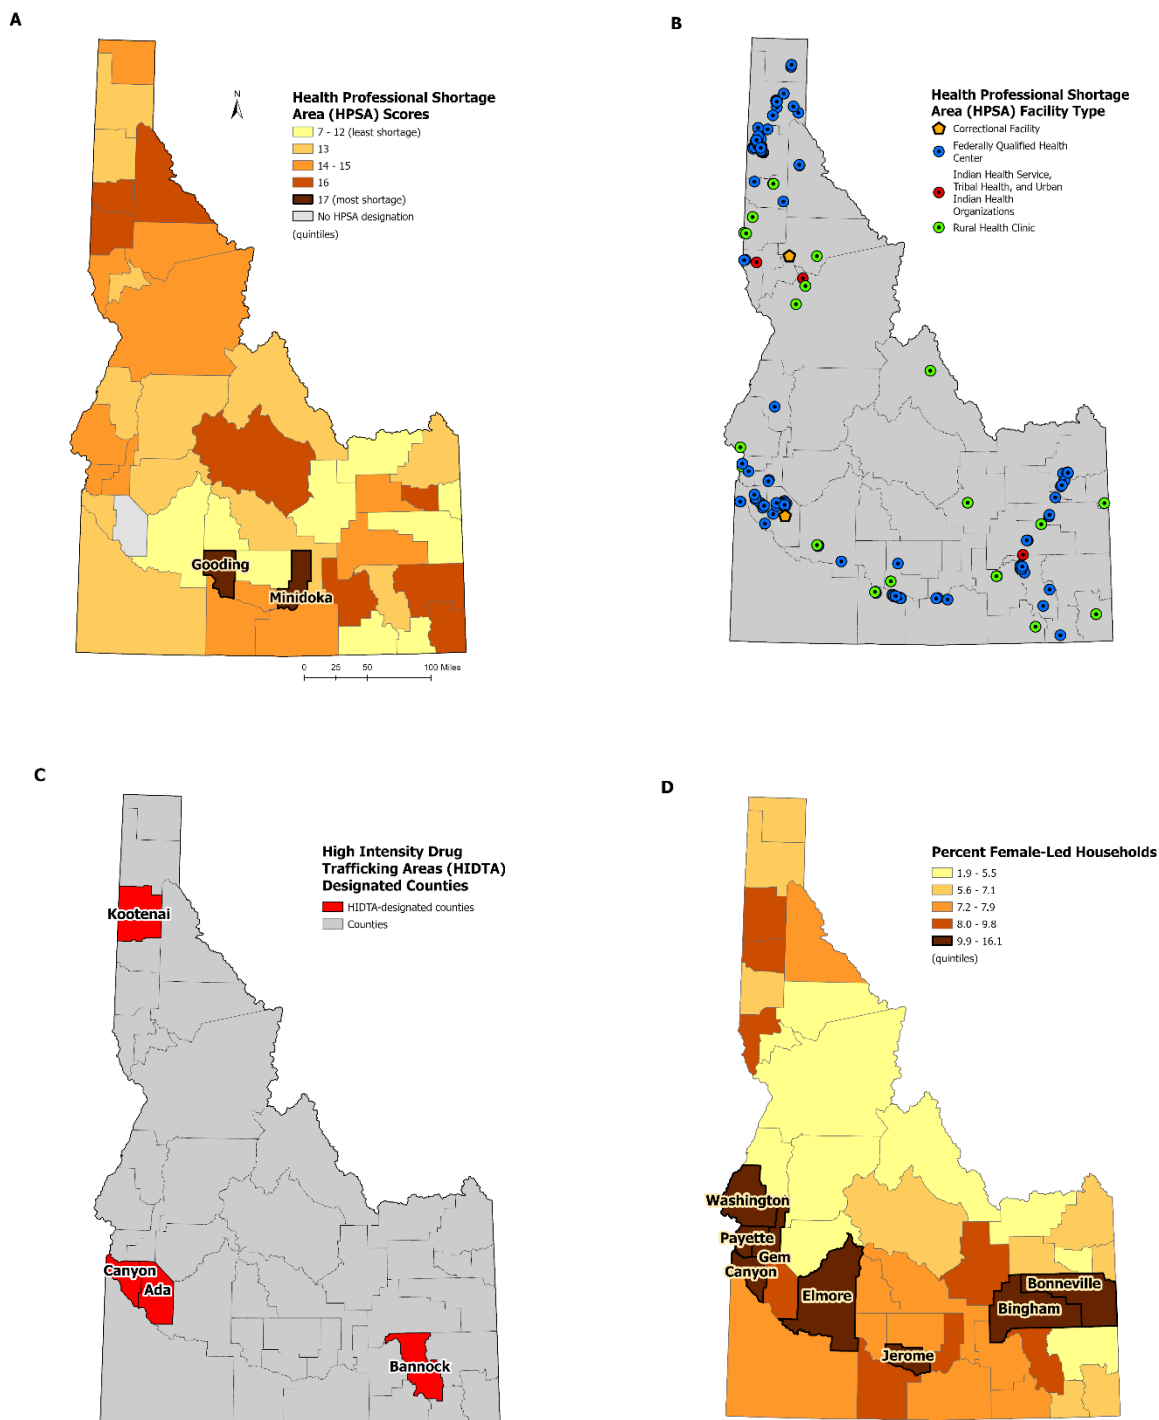 A
N
Health Professional Shortage
Area (HPSA) Scores
7 - 12 (least shortage)
13
14 - 15
16
17 (most shortage)
No HPSA designation
(quintiles)
Gooding
Minidoka
0 25 50 100 Miles
B
Health Professional Shortage
Area (HPSA) Facility Type
Correctional Facility
Federally Qualified Health
Center
Indian Health Service,
Tribal Health, and Urban
Indian Health
Organizations
Rural Health Clinic
C
High Intensity Drug
Trafficking Areas (HIDTA)
Designated Counties
HIDTA-designated counties
Counties
Kootenai
Canyon
Ada
Bannock
D
Percent Female-Led Households
1.9 - 5.5
5.6 - 7.1
7.2 - 7.9
8.0 - 9.8
9.9 - 16.1
(quintiles)
Washington
Payette
Gem
Canyon
Elmore
Bonneville
Bingham
Jerome